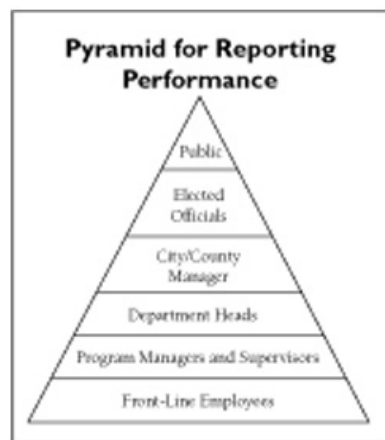 Pyramid for Reporting
Performance
Public
Elected
Officials
City/County
Manager
Department Heads
Program Managers and Supervisors
Front-Line Employees